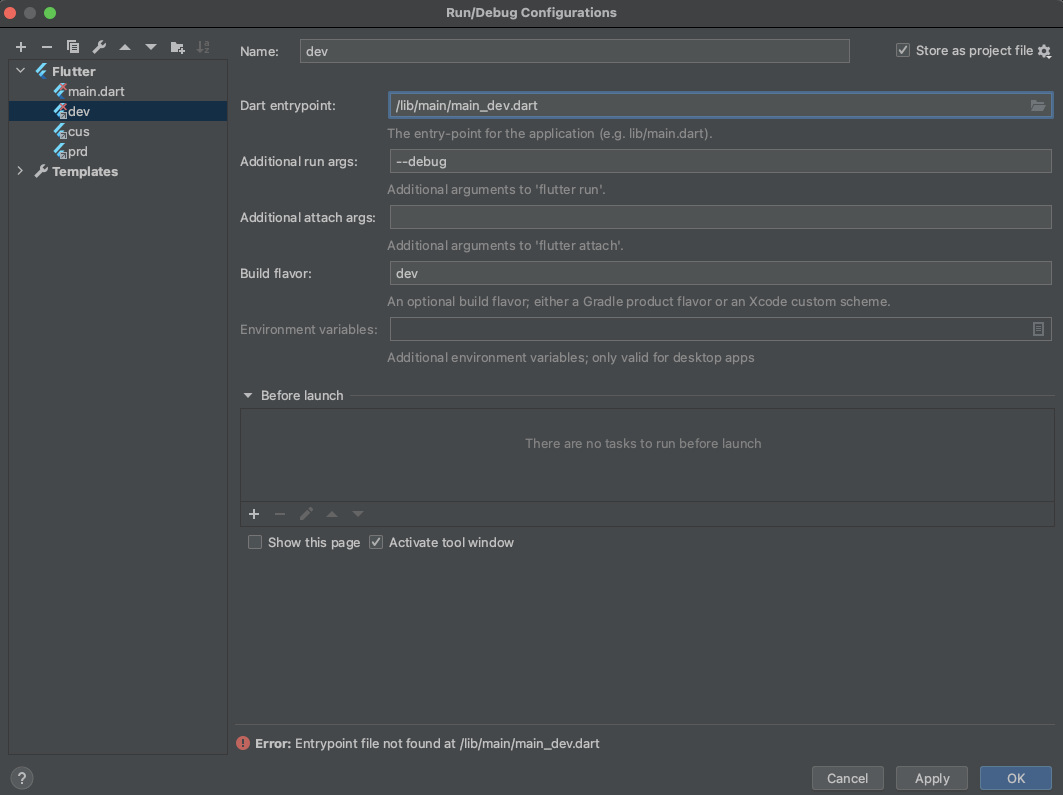 Run/Debug Configurations
Name: dev
Store as project file
Flutter
main.dart
dev
cus
prd
Templates
Dart entrypoint: /lib/main/main_dev.dart
The entry-point for the application (e.g. lib/main.dart).
Additional run args: --debug
Additional arguments to 'flutter run'.
Additional attach args:
Additional arguments to 'flutter attach'.
Build flavor: dev
An optional build flavor; either a Gradle product flavor or an Xcode custom scheme.
Environment variables:
Additional environment variables; only valid for desktop apps
Before launch
There are no tasks to run before launch
Show this page Activate tool window
Error: Entrypoint file not found at /lib/main/main_dev.dart
? Cancel Apply OK